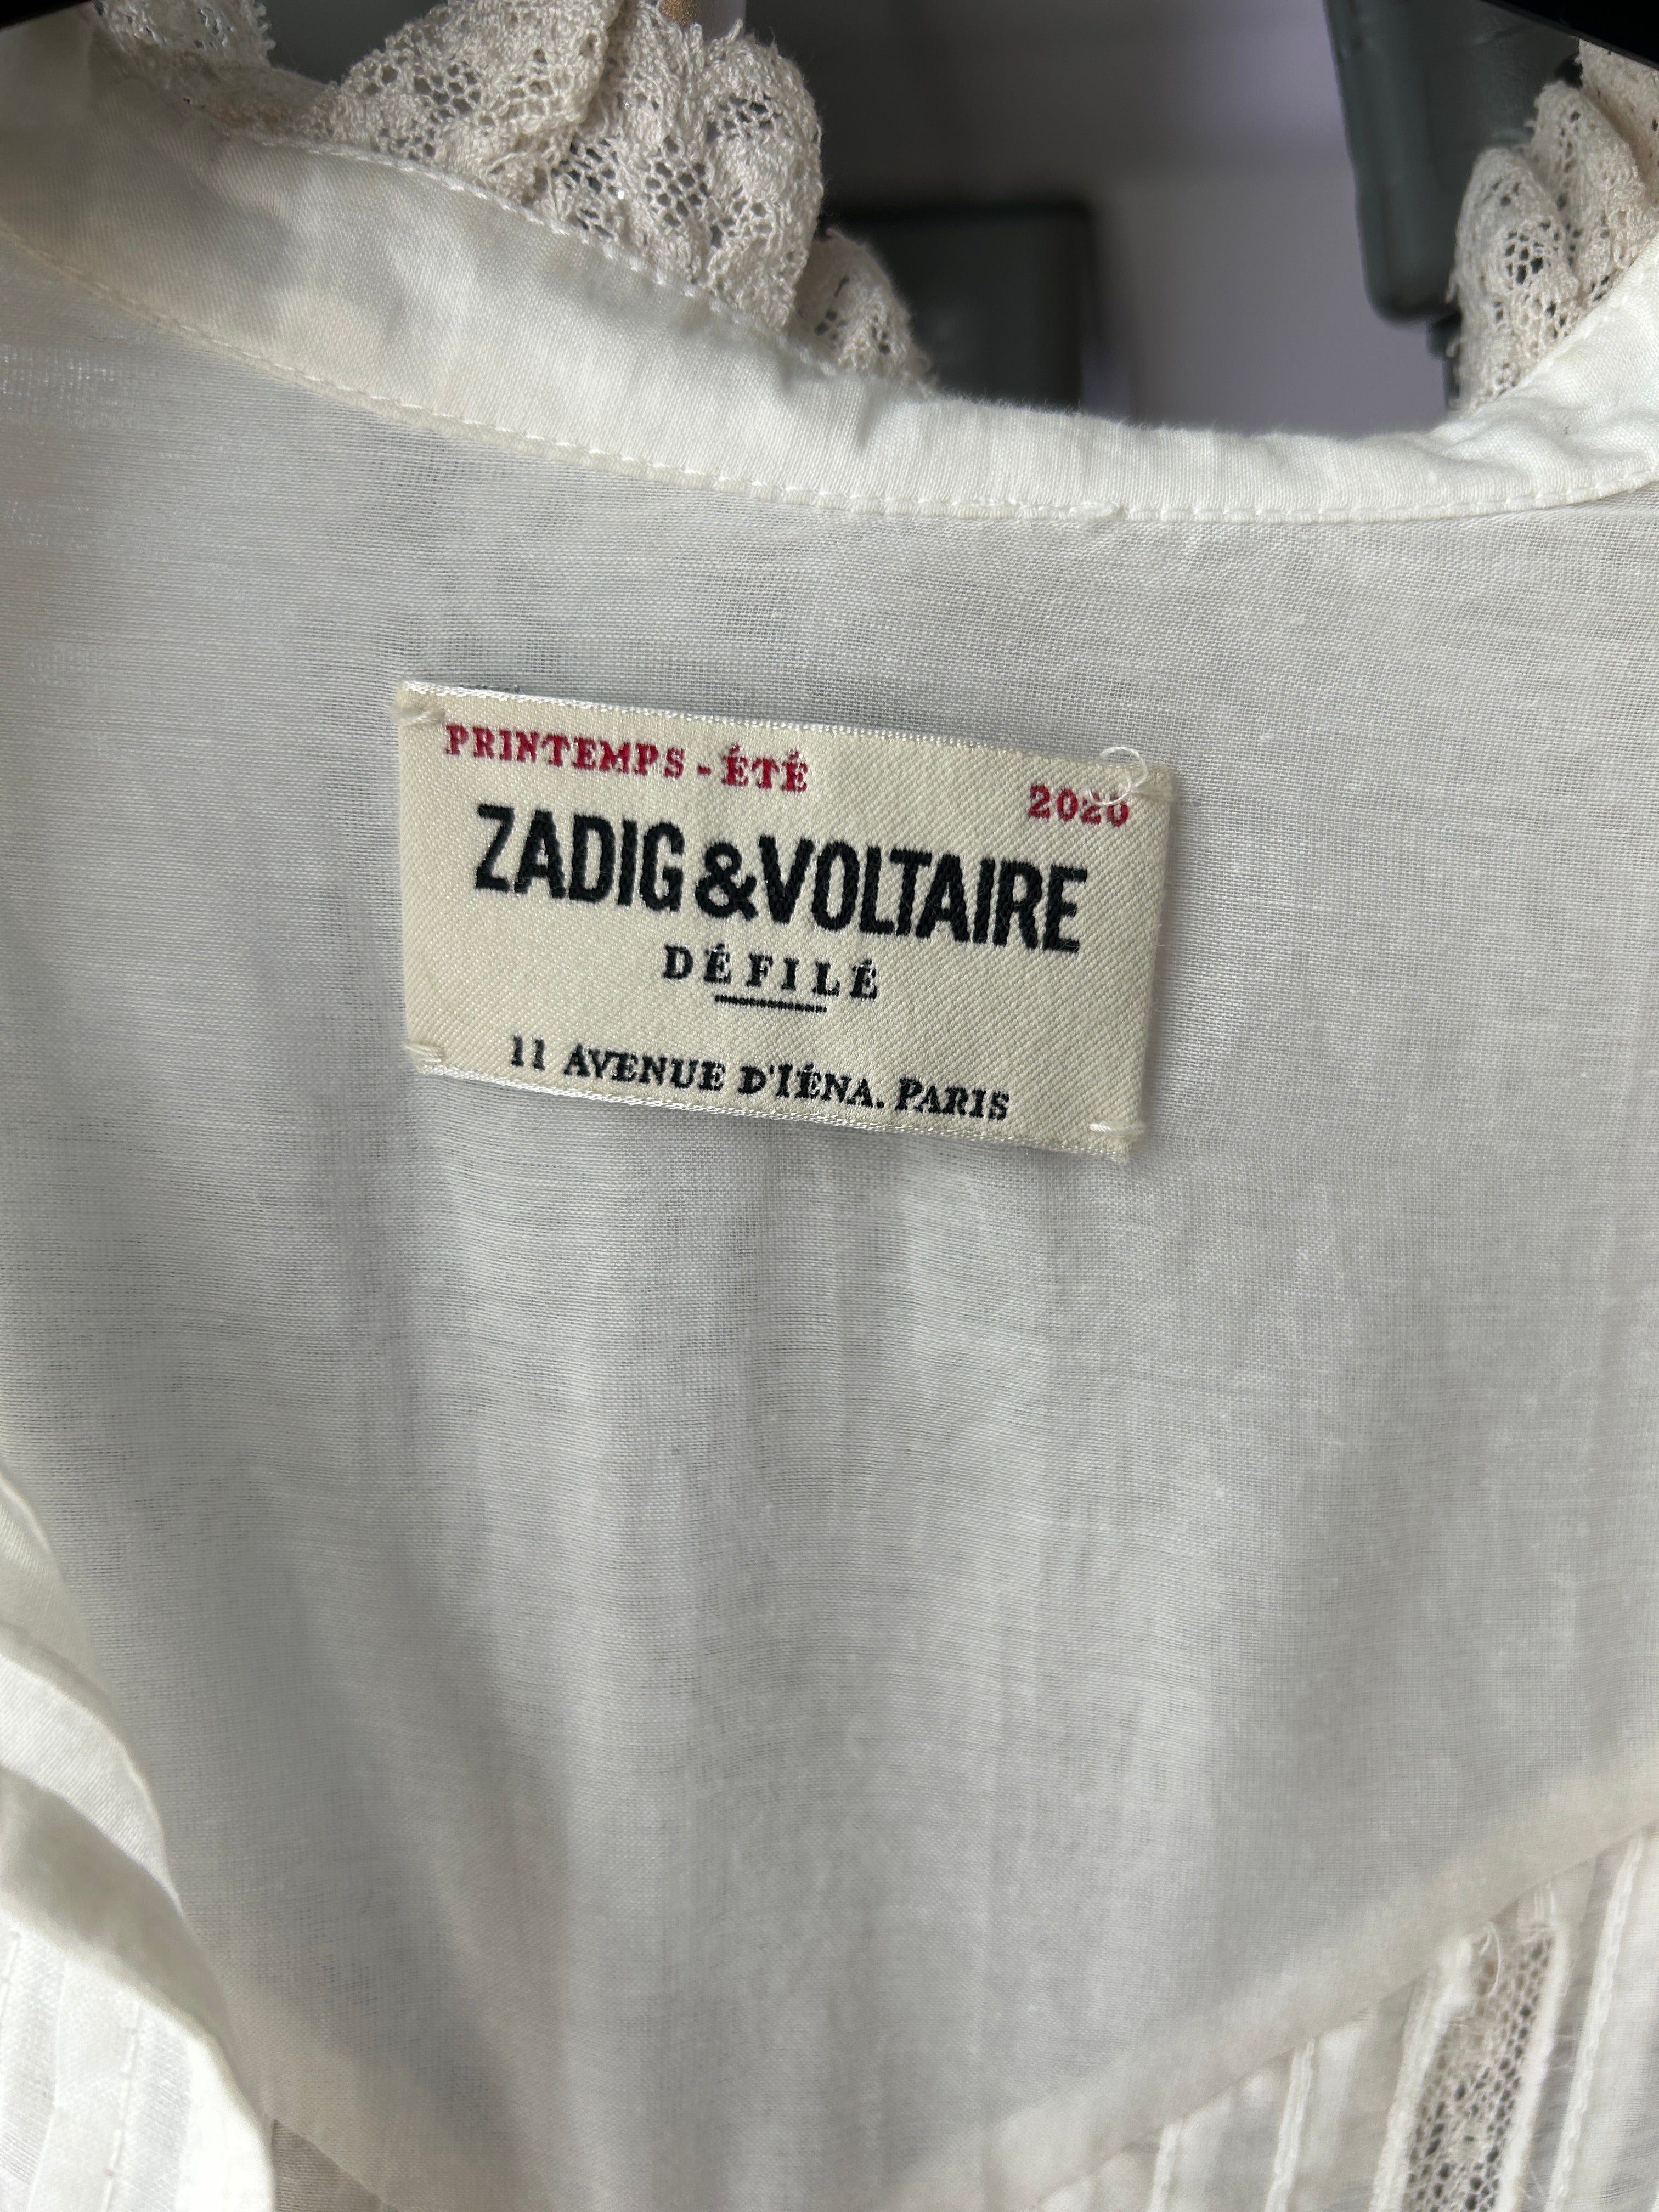 PRINTEMPS - ÉTÉ 2020
ZADIG & VOLTAIRE
DÉFILÉ
11 AVENUE D'IÉNA. PARIS